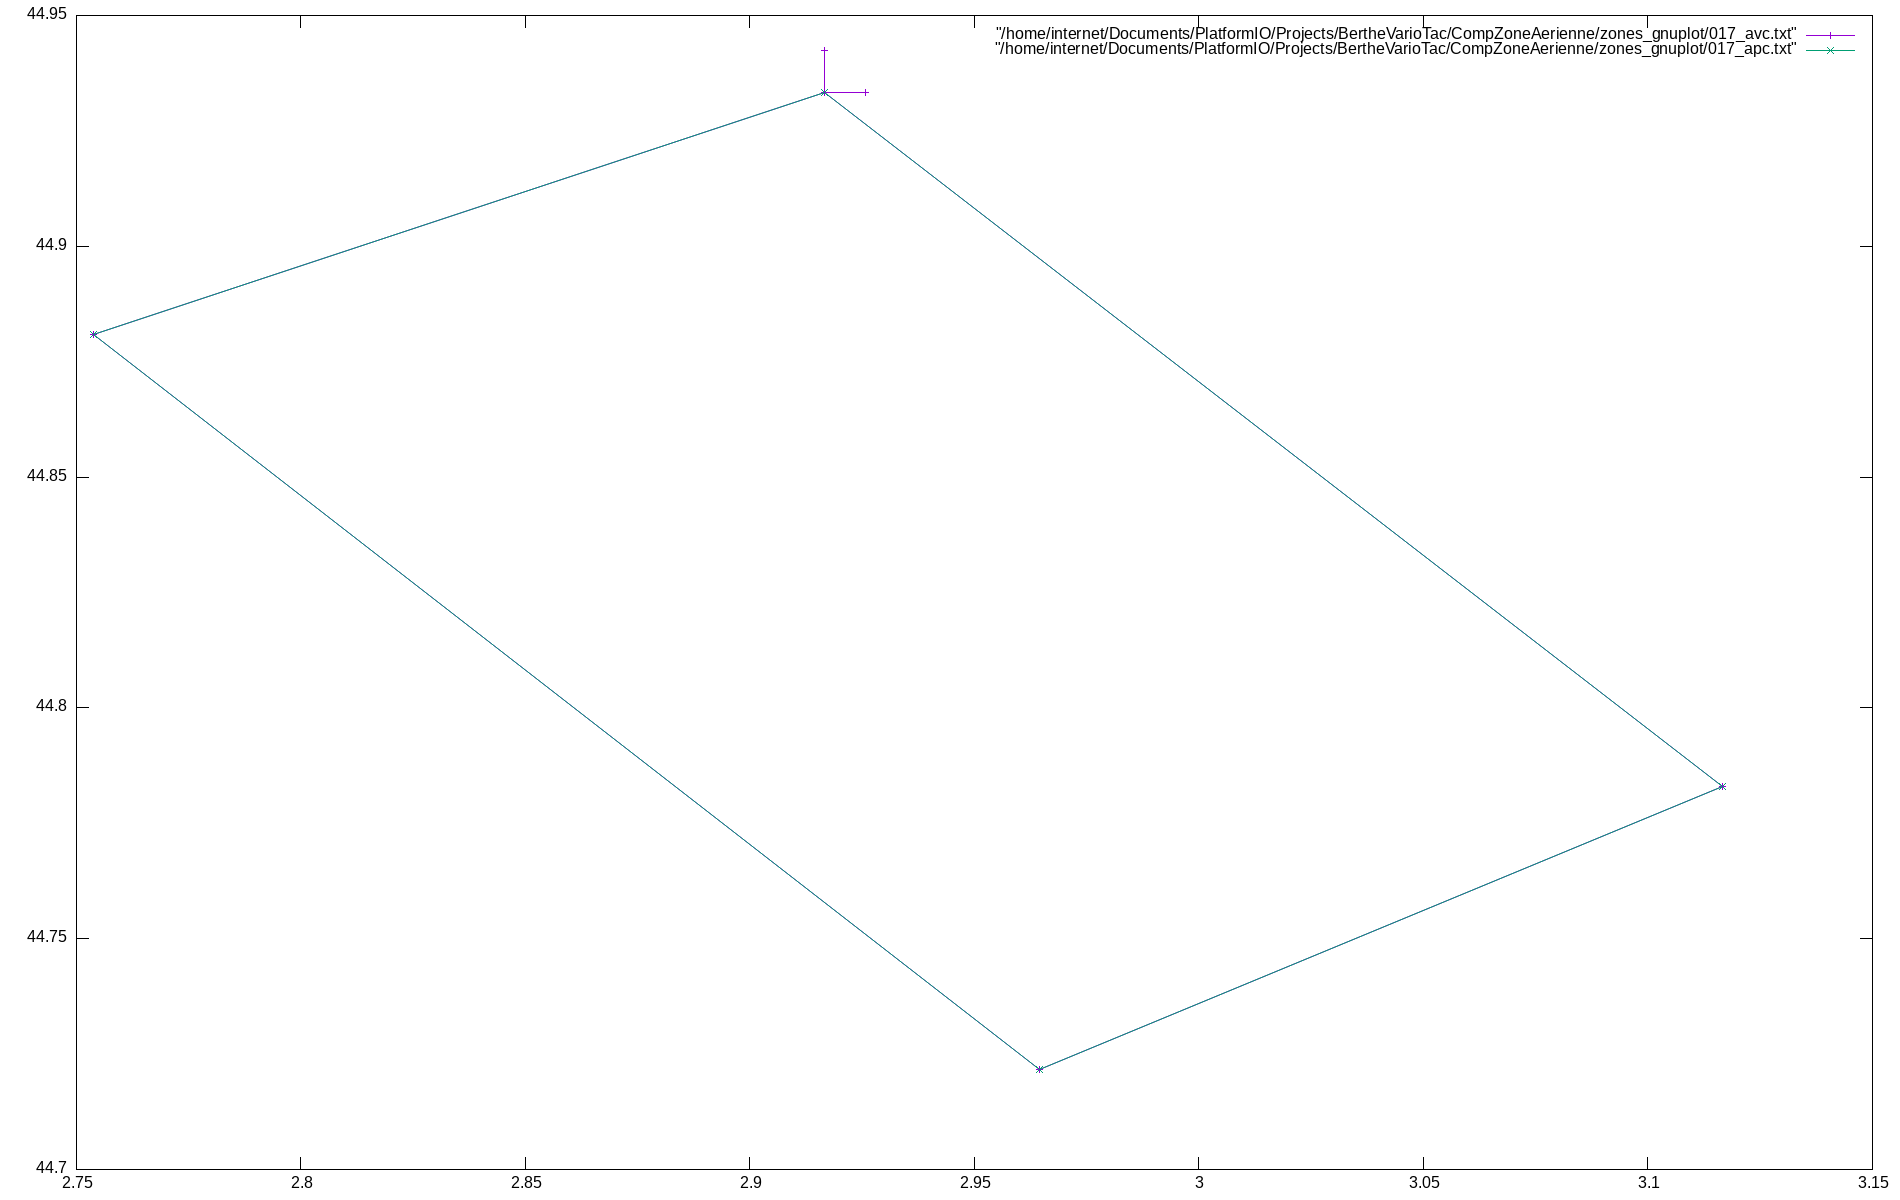 44.95
"/home/internet/Documents/PlatformIO/Projects/BertheVarioTac/CompZoneAerienne/zones_gnuplot/017_avc.txt"
"/home/internet/Documents/PlatformIO/Projects/BertheVarioTac/CompZoneAerienne/zones_gnuplot/017_apc.txt"
44.9
44.85
44.8
44.75
44.7
2.75 2.8 2.85 2.9 2.95 3 3.05 3.1 3.15